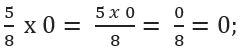 5/8 x 0 = 5 x 0/8 = 0/8 = 0;